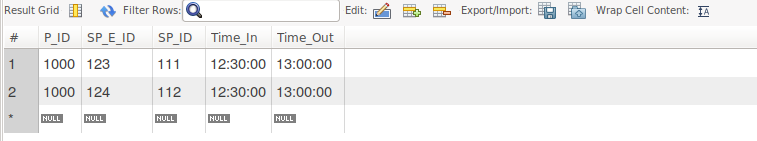 Result Grid Filter Rows: Edit: Export/Import: Wrap Cell Content: IA
# P_ID SP_E_ID SP_ID Time_In Time_Out
1 1000 123 111 12:30:00 13:00:00
2 1000 124 112 12:30:00 13:00:00
* NULL NULL NULL NULL NULL